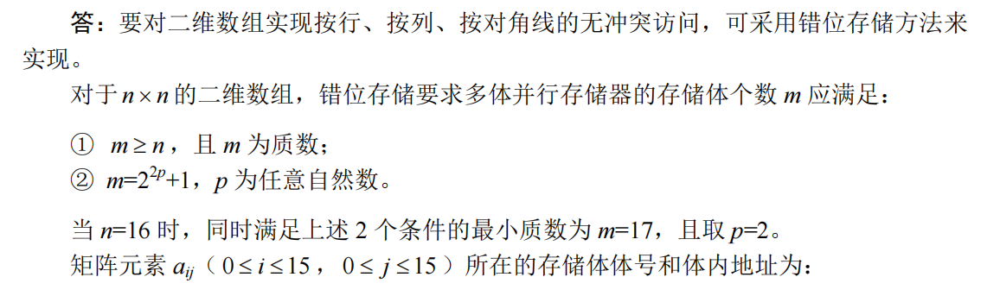 答：要对二维数组实现按行、按列、按对角线的无冲突访问，可采用错位存储方法来
实现。
对于 n×n 的二维数组，错位存储要求多体并行存储器的存储体个数 m 应满足：
① m≥n，且 m 为质数；
② m=2^{2p}+1，p 为任意自然数。
当 n=16 时，同时满足上述 2 个条件的最小质数为 m=17，且取 p=2。
矩阵元素 a_{ij}（0≤i≤15，0≤j≤15）所在的存储体体号和体内地址为：